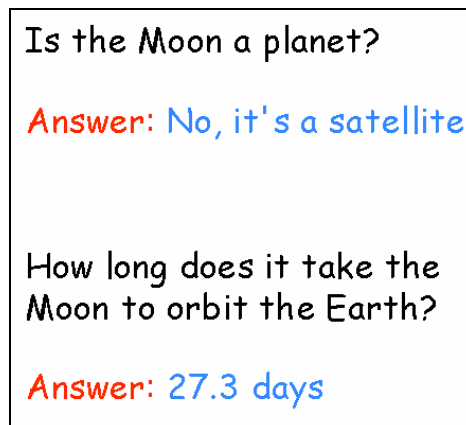 Is the Moon a planet?
Answer: No, it's a satellite
How long does it take the
Moon to orbit the Earth?
Answer: 27.3 days